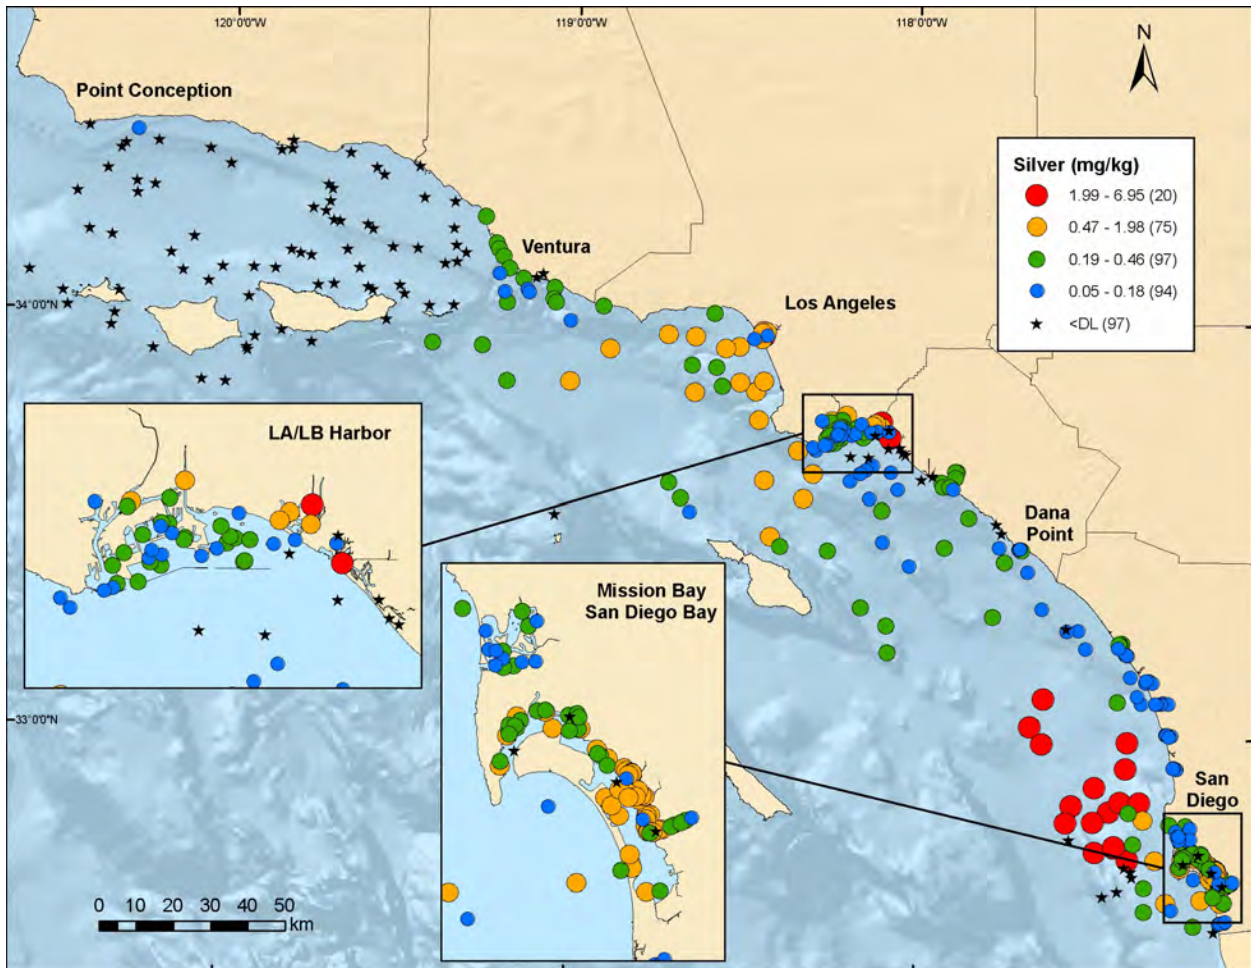 120°0'0"W
119°0'0"W
118°0'0"W
N
Point Conception
Silver (mg/kg)
1.99 - 6.95 (20)
0.47 - 1.98 (75)
0.19 - 0.46 (97)
0.05 - 0.18 (94)
<DL (97)
Ventura
34°0'0"N
Los Angeles
LA/LB Harbor
Dana
Point
Mission Bay
San Diego Bay
33°0'0"N
San
Diego
0 10 20 30 40 50
km